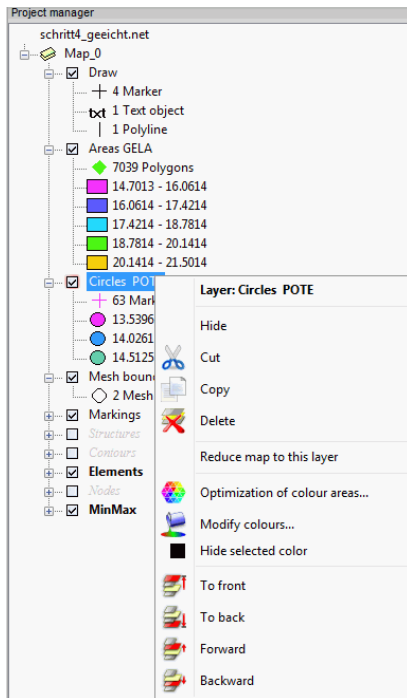 Project manager
schritt4_geeicht.net
Map_0
Draw
4 Marker
txt 1 Text object
1 Polyline
Areas GELA
7039 Polygons
14.7013 - 16.0614
16.0614 - 17.4214
17.4214 - 18.7814
18.7814 - 20.1414
20.1414 - 21.5014
Circles POTE
63 Mark
13.5396
14.0261
14.5125
Mesh boun
2 Mesh
Markings
Structures
Contours
Elements
Nodes
MinMax
Layer: Circles POTE
Hide
Cut
Copy
Delete
Reduce map to this layer
Optimization of colour areas...
Modify colours...
Hide selected color
To front
To back
Forward
Backward